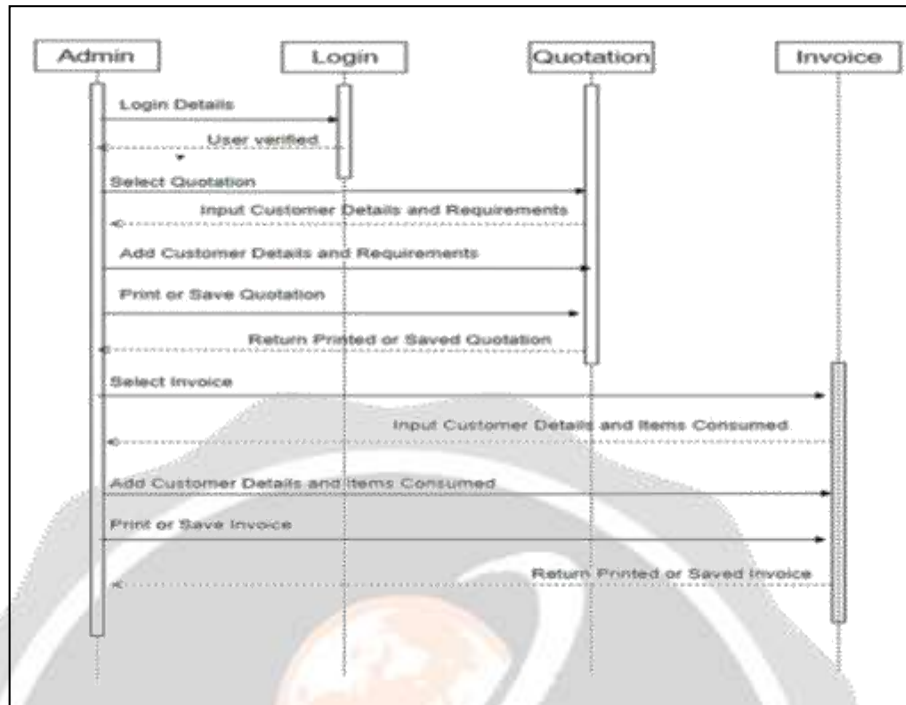 Admin
Login
Quotation
Invoice
Login Details
User verified
Select Quotation
Input Customer Details and Requirements
Add Customer Details and Requirements
Print or Save Quotation
Return Printed or Saved Quotation
Select Invoice
Input Customer Details and Items Consumed
Add Customer Details and Items Consumed
Print or Save Invoice
Return Printed or Saved Invoice